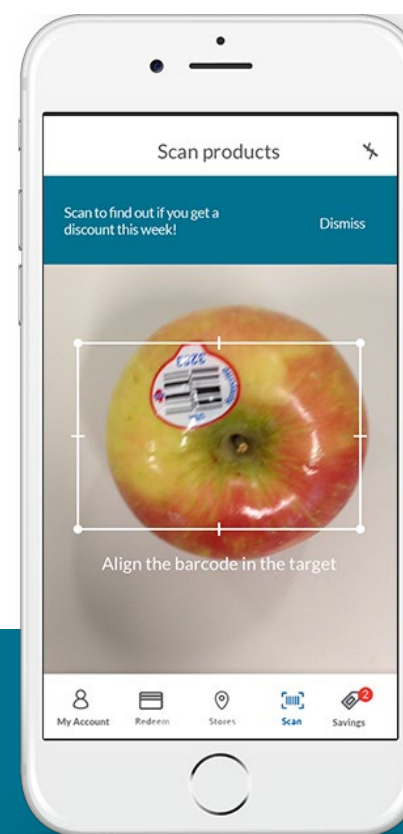 Scan products
Scan to find out if you get a
discount this week!
Dismiss
3283
Align the barcode in the target
My Account
Redeem
Stores
Scan
2
Savings